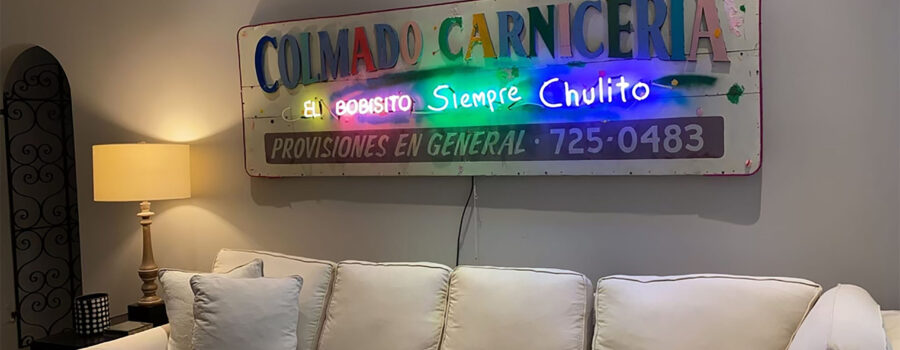 COLMADO CARNICERIA
EL BOBISITO Siempre Chulito
PROVISIONES EN GENERAL · 725-0483